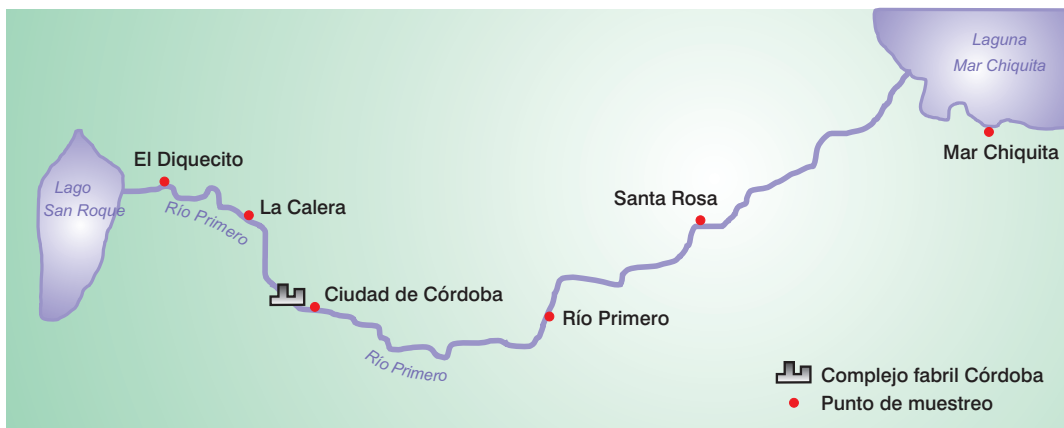 Laguna
Mar Chiquita
Mar Chiquita
El Diquecito
Lago
San Roque
La Calera
Río Primero
Santa Rosa
Ciudad de Córdoba
Río Primero
Río Primero
Complejo fabril Córdoba
Punto de muestreo